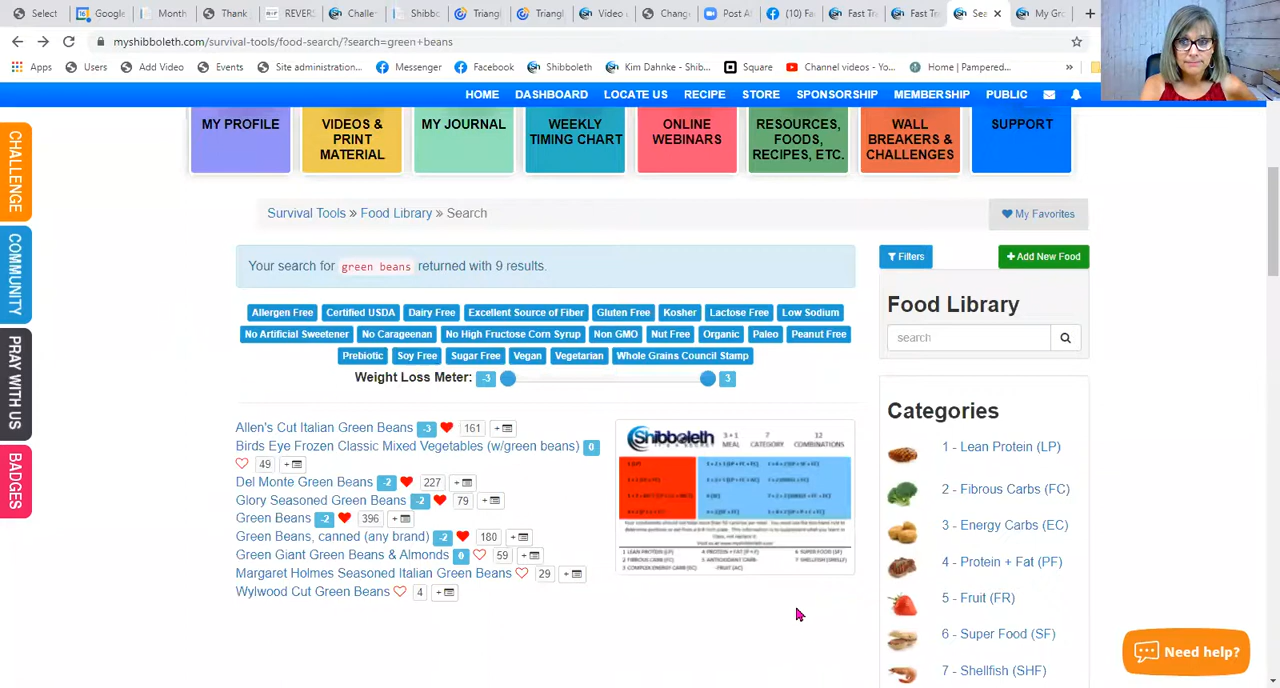 Select
Google
Month
Thank
REVERS
Challe
Shibbo
Triang
Triang
Video u
Chang
Post A
(10) Fa
Fast Tr
Fast Tra
Sea
My Gr
myshibboleth.com/survival-tools/food-search/?search=green+beans
Apps
Users
Add Video
Events
Site administration...
Messenger
Shibboleth
Kim Dahnke - Shib...
Square
Channel videos - Yo...
Home | Pampered...
»
HOME DASHBOARD LOCATE US RECIPE STORE SPONSORSHIP MEMBERSHIP PUBLIC
MY PROFILE
VIDEOS &
PRINT
MATERIAL
MY JOURNAL
WEEKLY
TIMING CHART
ONLINE
WEBINARS
RESOURCES,
FOODS,
RECIPES, ETC.
WALL
BREAKERS &
CHALLENGES
SUPPORT
CHALLENGE
COMMUNITY
PRAY WITH US
BADGES
Survival Tools » Food Library » Search
My Favorites
Your search for green beans returned with 9 results.
Filters
+ Add New Food
Allergen Free Certified USDA Dairy Free Excellent Source of Fiber Gluten Free Kosher Lactose Free Low Sodium
No Artificial Sweetener No Carageenan No High Fructose Corn Syrup Non GMO Nut Free Organic Paleo Peanut Free
Prebiotic Soy Free Sugar Free Vegan Vegetarian Whole Grains Council Stamp
Weight Loss Meter: -3 3
Food Library
search
Allen's Cut Italian Green Beans -3 161 +
Birds Eye Frozen Classic Mixed Vegetables (w/green beans) 0
49 +
Del Monte Green Beans -2 227 +
Glory Seasoned Green Beans -2 79 +
Green Beans -2 396 +
Green Beans, canned (any brand) -2 180 +
Green Giant Green Beans & Almonds 0 59 +
Margaret Holmes Seasoned Italian Green Beans 29 +
Wylwood Cut Green Beans 4 +
Shibboleth
3 + 1
MEAL
7
CATEGORY
12
COMBINATIONS
Categories
1 - Lean Protein (LP)
2 - Fibrous Carbs (FC)
3 - Energy Carbs (EC)
4 - Protein + Fat (PF)
5 - Fruit (FR)
6 - Super Food (SF)
7 - Shellfish (SHF)
Need help?